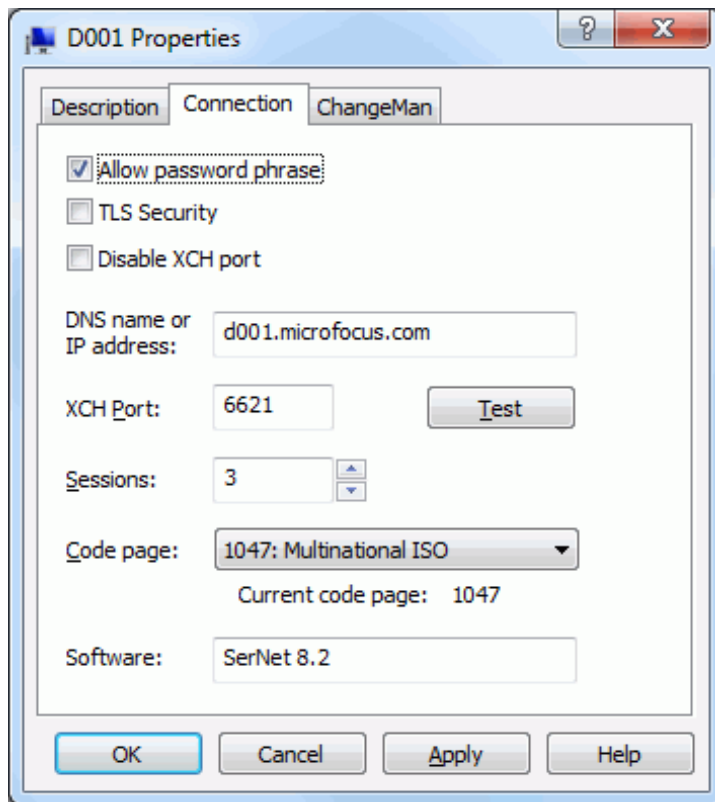 D001 Properties
Description
Connection
ChangeMan
Allow password phrase
TLS Security
Disable XCH port
DNS name or
IP address:
d001.microfocus.com
XCH Port:
6621
Test
Sessions:
3
Code page:
1047: Multinational ISO
Current code page: 1047
Software:
SerNet 8.2
OK
Cancel
Apply
Help